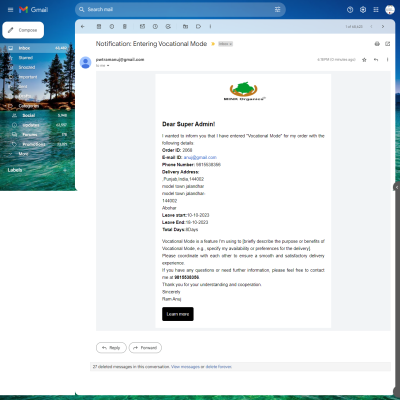 Gmail
Search mail
Compose
Inbox
Starred
Snoozed
Important
Sent
Drafts
Categories
Social
Updates
Forums
Promotions
More
Labels
Notification: Entering Vocational Mode
Inbox x
to me
MINK Organics
Dear Super Admin!
I wanted to inform you that I have entered "Vocational Mode" for my order with the
following details.
Order ID: 2068
E-mail ID: anuj@gmail.com
Phone Number: 9815538389
Delivery Address:
,Punjab,India,144002
model town jalandhar
model town jalandhar.
144002
Abohar
Leave start:10-10-2023
Leave End:18-10-2023
Total Days:8Days
Vocational Mode is a feature I'm using to [briefly describe the purpose or benefits of
Vocational Mode, e.g., specify my availability or preferences for the delivery].
Please coordinate with each other to ensure a smooth and satisfactory delivery
experience.
If you have any questions or need further information, please feel free to contact
me at 9815538386.
Thank you for your understanding and cooperation.
Sincerely
Ram Anuj
Learn more
Reply
Forward
27 deleted messages in this conversation. View messages or delete forever.